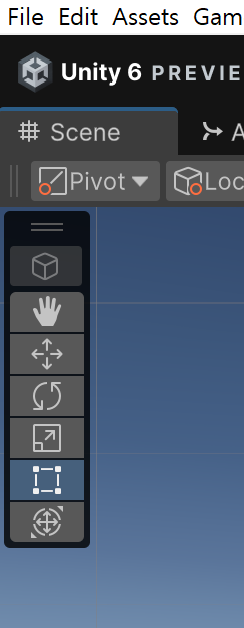 File Edit Assets Gam
Unity 6 PREVIE
Scene A
Pivot Loc